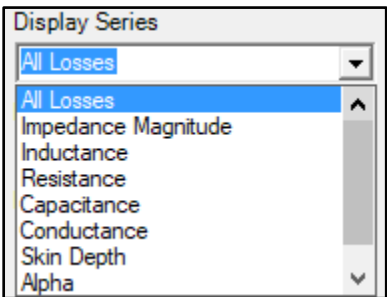 Display Series
All Losses
All Losses
Impedance Magnitude
Inductance
Resistance
Capacitance
Conductance
Skin Depth
Alpha